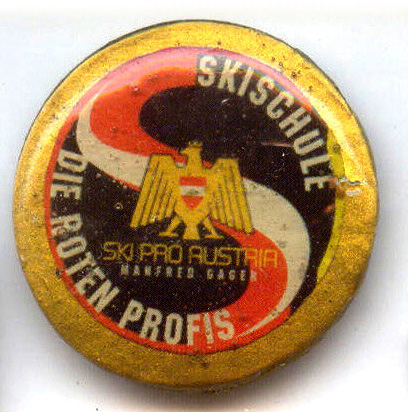 SKISCHULE
DIE ROTEN PROFIS
SKI PRO AUSTRIA
MANFRED GAGER